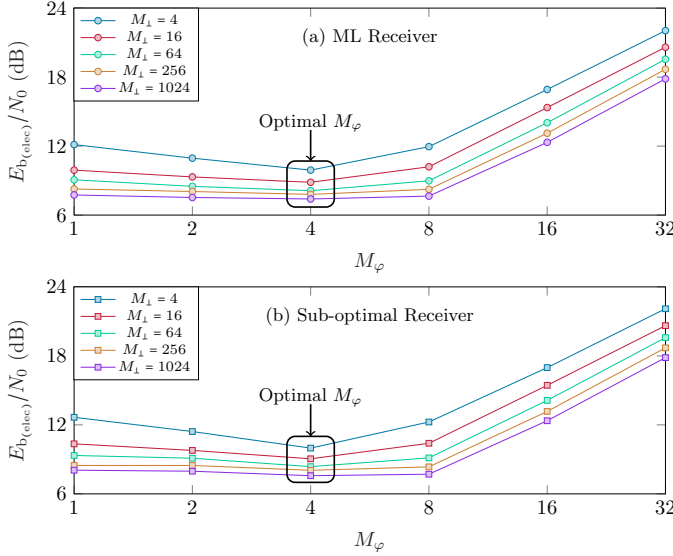 24
18
12
6
E_b(elec)/N_0 (dB)
M_⊥ = 4
M_⊥ = 16
M_⊥ = 64
M_⊥ = 256
M_⊥ = 1024
(a) ML Receiver
Optimal M_φ
1 2 4 8 16 32
M_φ
24
18
12
6
E_b(elec)/N_0 (dB)
M_⊥ = 4
M_⊥ = 16
M_⊥ = 64
M_⊥ = 256
M_⊥ = 1024
(b) Sub-optimal Receiver
Optimal M_φ
1 2 4 8 16 32
M_φ